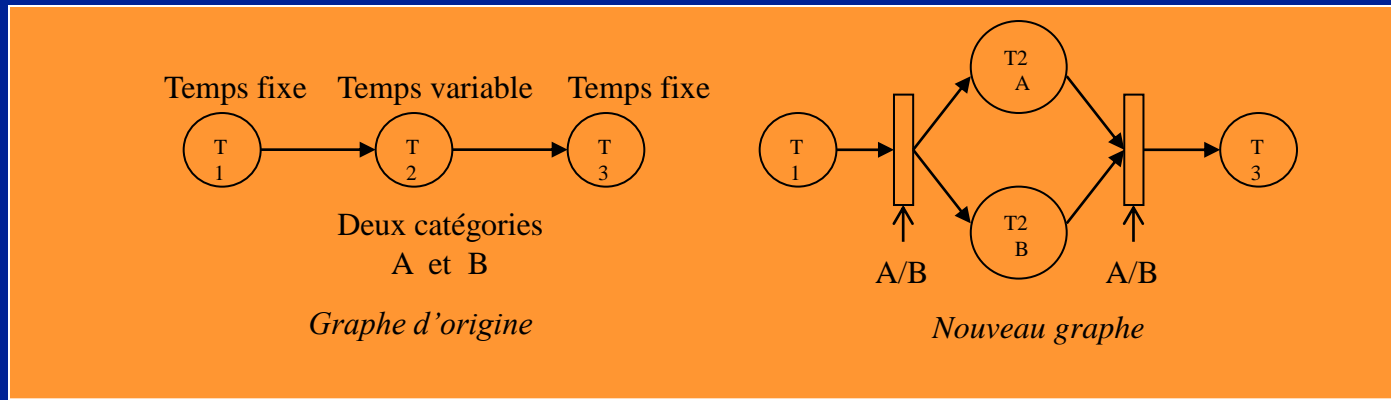 Temps fixe Temps variable Temps fixe
T
1
T
2
T
3
Deux catégories
A et B
Graphe d’origine
T
1
T2
A
T2
B
T
3
A/B A/B
Nouveau graphe